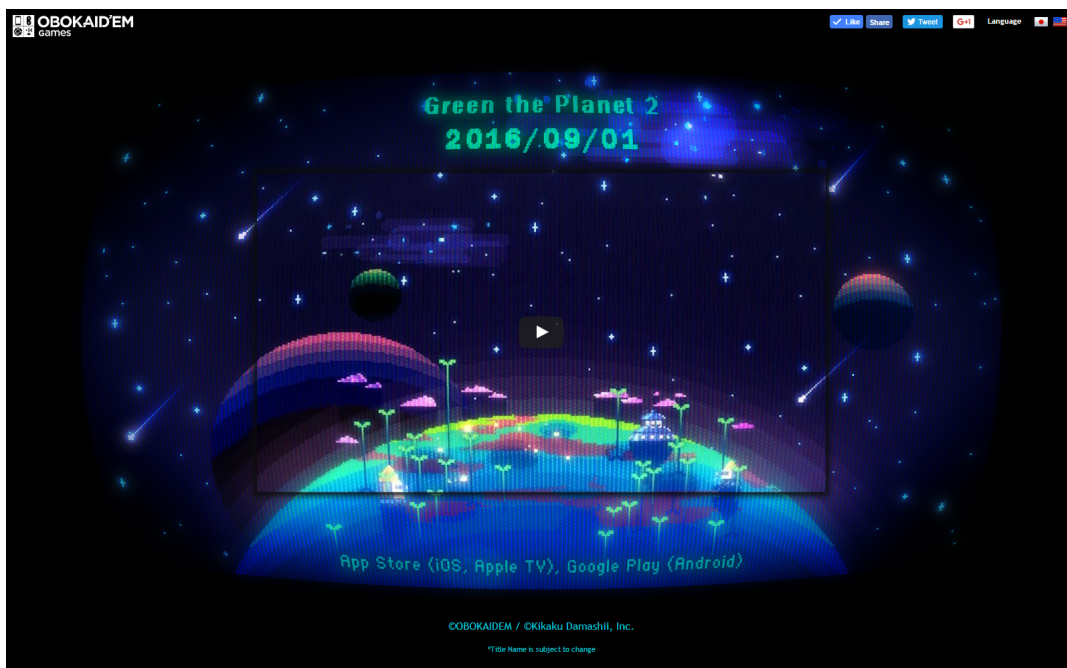 OBOKAID'EM
games
Like
Share
Tweet
G+1
Language
Green the Planet 2
2016/09/01
App Store (iOS, Apple TV), Google Play (Android)
©OBOKAIDEM / ©Kikaku Damashii, Inc.
*Title Name is subject to change